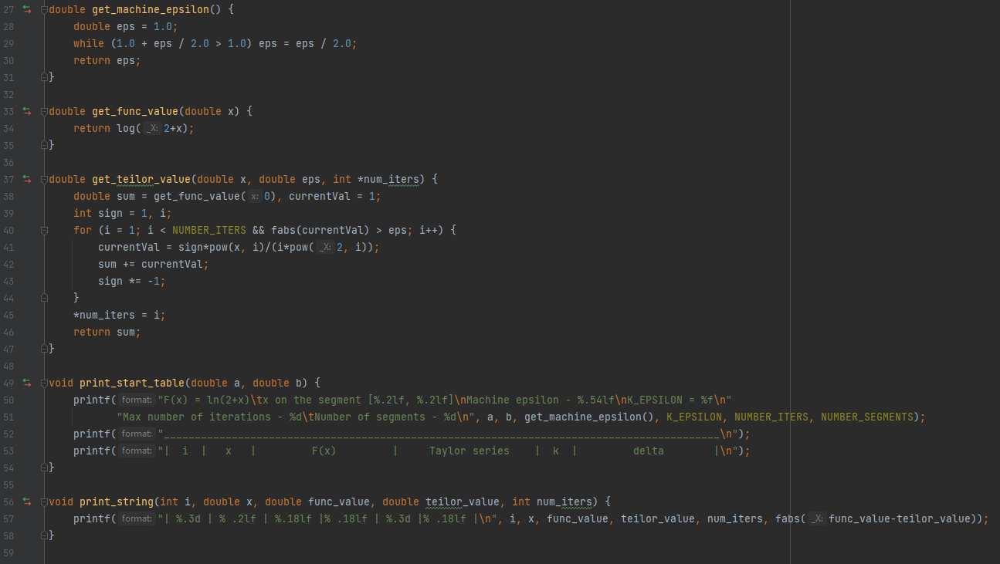 27 double get_machine_epsilon() {
28 double eps = 1.0;
29 while (1.0 + eps / 2.0 > 1.0) eps = eps / 2.0;
30 return eps;
31 }
32
33 double get_func_value(double x) {
34 return log( _X: 2+x);
35 }
36
37 double get_teilor_value(double x, double eps, int *num_iters) {
38 double sum = get_func_value( x: 0), currentVal = 1;
39 int sign = 1, i;
40 for (i = 1; i < NUMBER_ITERS && fabs(currentVal) > eps; i++) {
41 currentVal = sign*pow(x, i)/(i*pow( _X: 2, i));
42 sum += currentVal;
43 sign *= -1;
44 }
45 *num_iters = i;
46 return sum;
47 }
48
49 void print_start_table(double a, double b) {
50 printf( format: "F(x) = ln(2+x)\tx on the segment [%.2lf, %.2lf]\nMachine epsilon - %.54lf\nK_EPSILON = %f\n"
51 "Max number of iterations - %d\tNumber of segments - %d\n", a, b, get_machine_epsilon(), K_EPSILON, NUMBER_ITERS, NUMBER_SEGMENTS);
52 printf( format: "__________________________________________________________________________________________\n");
53 printf( format: "|  i  |   x   |         F(x)         |     Taylor series    |  k  |         delta        |\n");
54 }
55
56 void print_string(int i, double x, double func_value, double teilor_value, int num_iters) {
57 printf( format: "| %.3d | % .2lf | %.18lf |% .18lf | %.3d |% .18lf |\n", i, x, func_value, teilor_value, num_iters, fabs( _X: func_value-teilor_value));
58 }
59